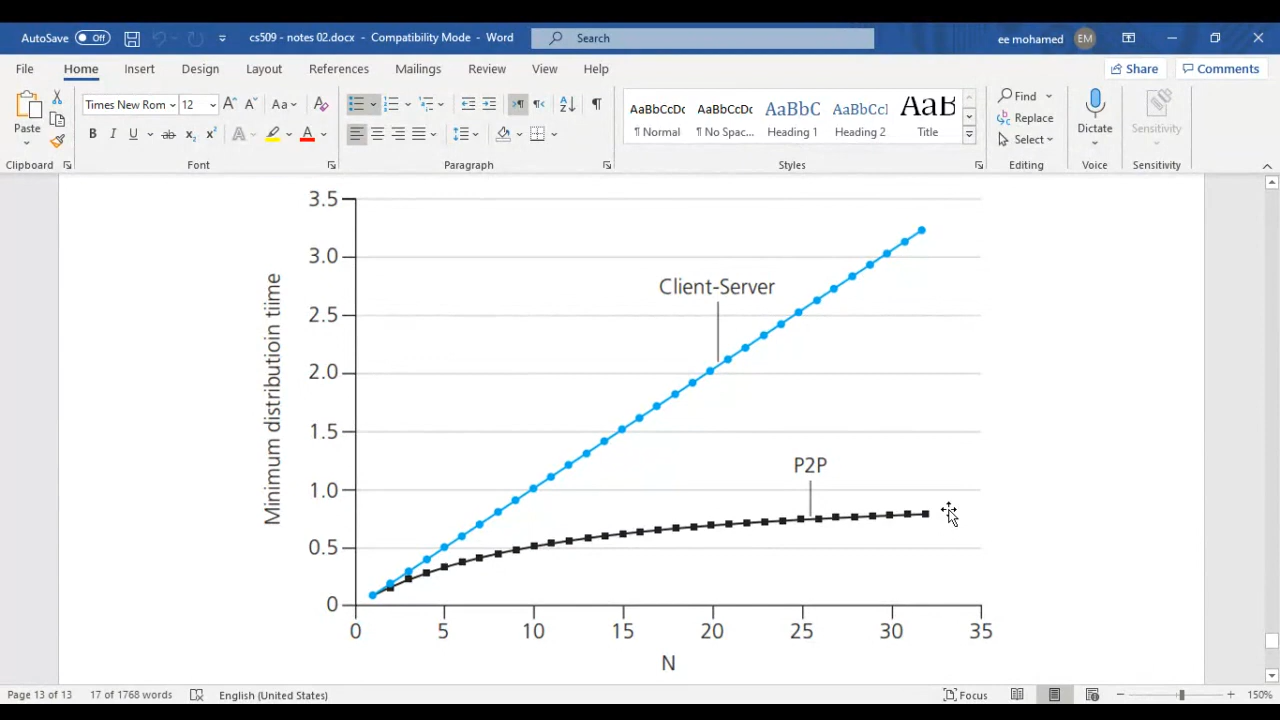 AutoSave Off cs509 - notes 02.docx - Compatibility Mode - Word Search ee mohamed EM
File Home Insert Design Layout References Mailings Review View Help Share Comments
Paste Times New Rom 12 Aa AaBbCcDc AaBbCcDc AaBbC AaBbCcl AaB Find Replace Select Dictate Sensitivity
¶ Normal ¶ No Spac... Heading 1 Heading 2 Title
Clipboard Font Paragraph Styles Editing Voice Sensitivity
3.5
3.0
2.5
2.0
1.5
1.0
0.5
0
Minimum distributioin tiime
Client-Server
P2P
0 5 10 15 20 25 30 35
N
Page 13 of 13 17 of 1768 words English (United States) Focus 150%